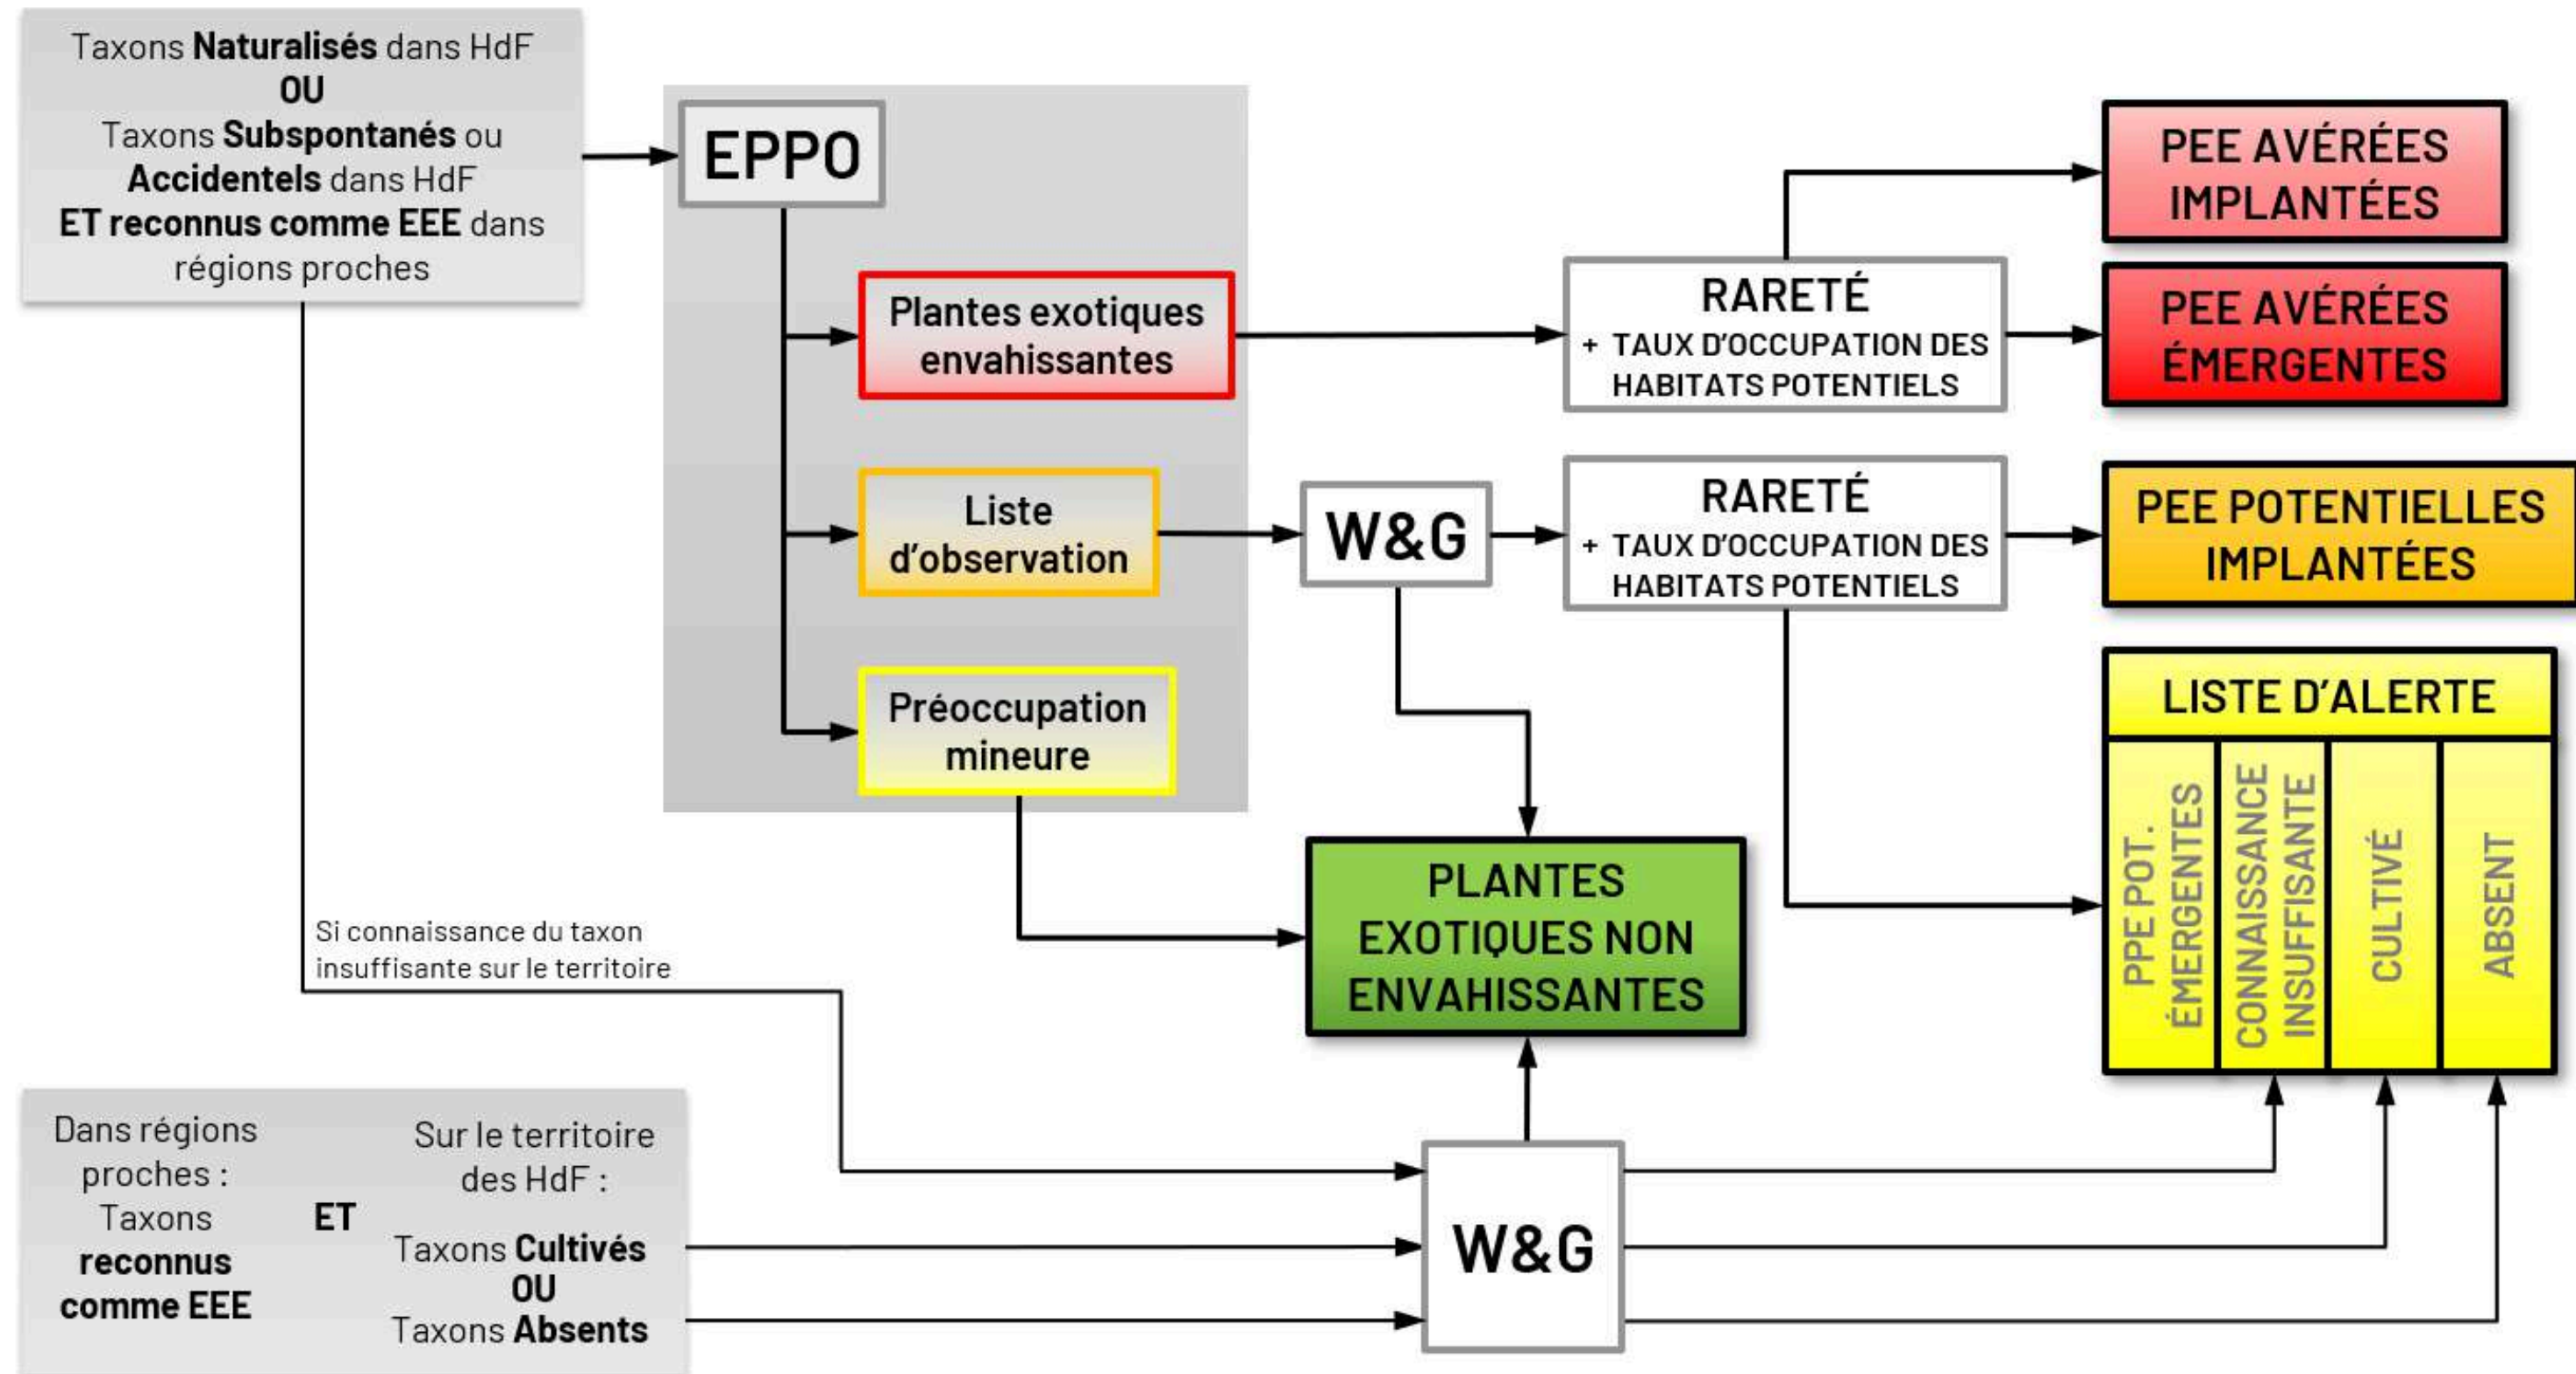 Taxons Naturalisés dans HdF
OU
Taxons Subspontanés ou
Accidentels dans HdF
ET reconnus comme EEE dans
régions proches
EPPO
Plantes exotiques
envahissantes
Liste
d'observation
Préoccupation
mineure
W&G
RARETÉ
+ TAUX D'OCCUPATION DES
HABITATS POTENTIELS
RARETÉ
+ TAUX D'OCCUPATION DES
HABITATS POTENTIELS
PEE AVÉRÉES
IMPLANTÉES
PEE AVÉRÉES
ÉMERGENTES
PEE POTENTIELLES
IMPLANTÉES
LISTE D'ALERTE
PPE POT.
ÉMERGENTES
CONNAISSANCE
INSUFFISANTE
CULTIVÉ
ABSENT
PLANTES
EXOTIQUES NON
ENVAHISSANTES
Si connaissance du taxon
insuffisante sur le territoire
Dans régions
proches :
Taxons
reconnus
comme EEE
ET
Sur le territoire
des HdF :
Taxons Cultivés
OU
Taxons Absents
W&G